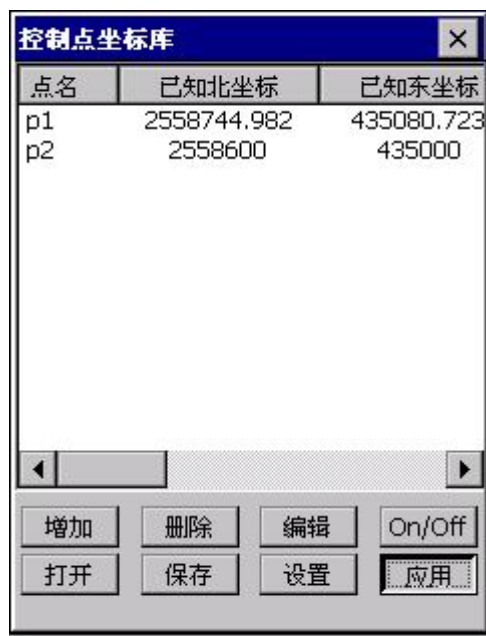 控制点坐标库
点名 已知北坐标 已知东坐标
p1 2558744.982 435080.723
p2 2558600 435000
增加 删除 编辑 On/Off
打开 保存 设置 应用